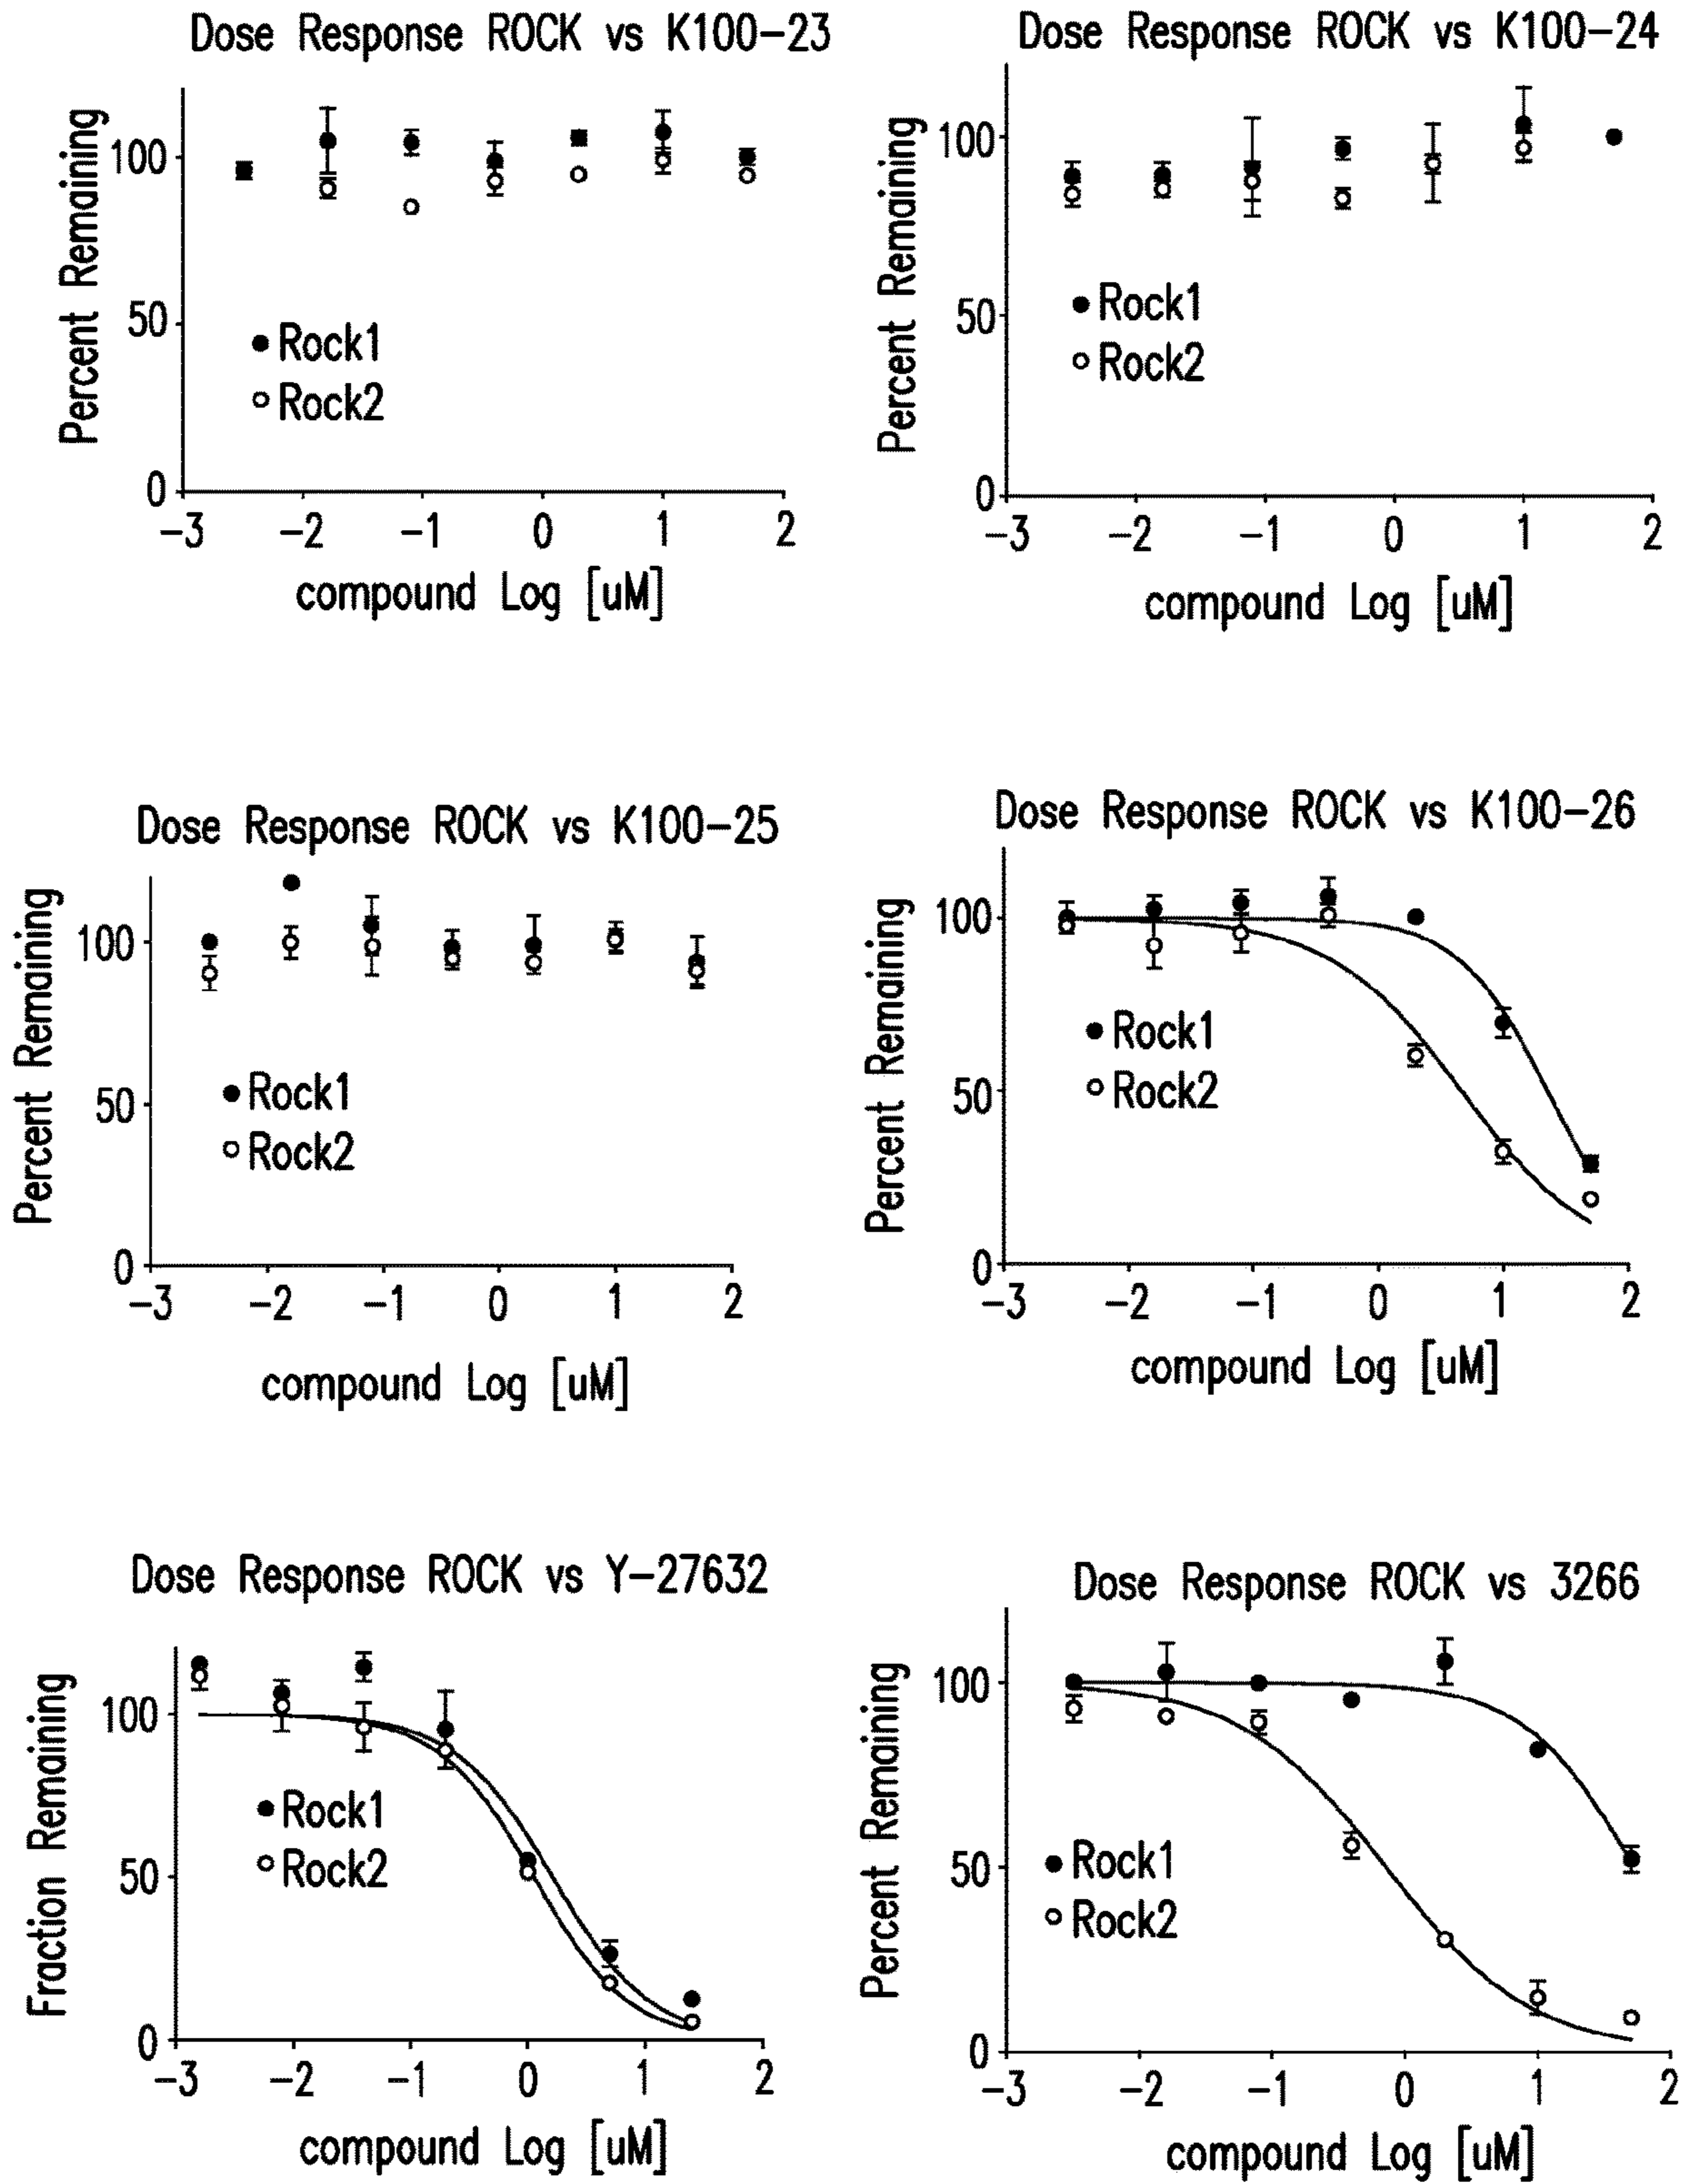 Dose Response ROCK vs K100-23
Percent Remaining
100
50
0
Rock1
Rock2
-3 -2 -1 0 1 2
compound Log [uM]
Dose Response ROCK vs K100-24
Percent Remaining
100
50
0
Rock1
Rock2
-3 -2 -1 0 1 2
compound Log [uM]
Dose Response ROCK vs K100-25
Percent Remaining
100
50
0
Rock1
Rock2
-3 -2 -1 0 1 2
compound Log [uM]
Dose Response ROCK vs K100-26
Percent Remaining
100
50
0
Rock1
Rock2
-3 -2 -1 0 1 2
compound Log [uM]
Dose Response ROCK vs Y-27632
Fraction Remaining
100
50
0
Rock1
Rock2
-3 -2 -1 0 1 2
compound Log [uM]
Dose Response ROCK vs 3266
Percent Remaining
100
50
0
Rock1
Rock2
-3 -2 -1 0 1 2
compound Log [uM]